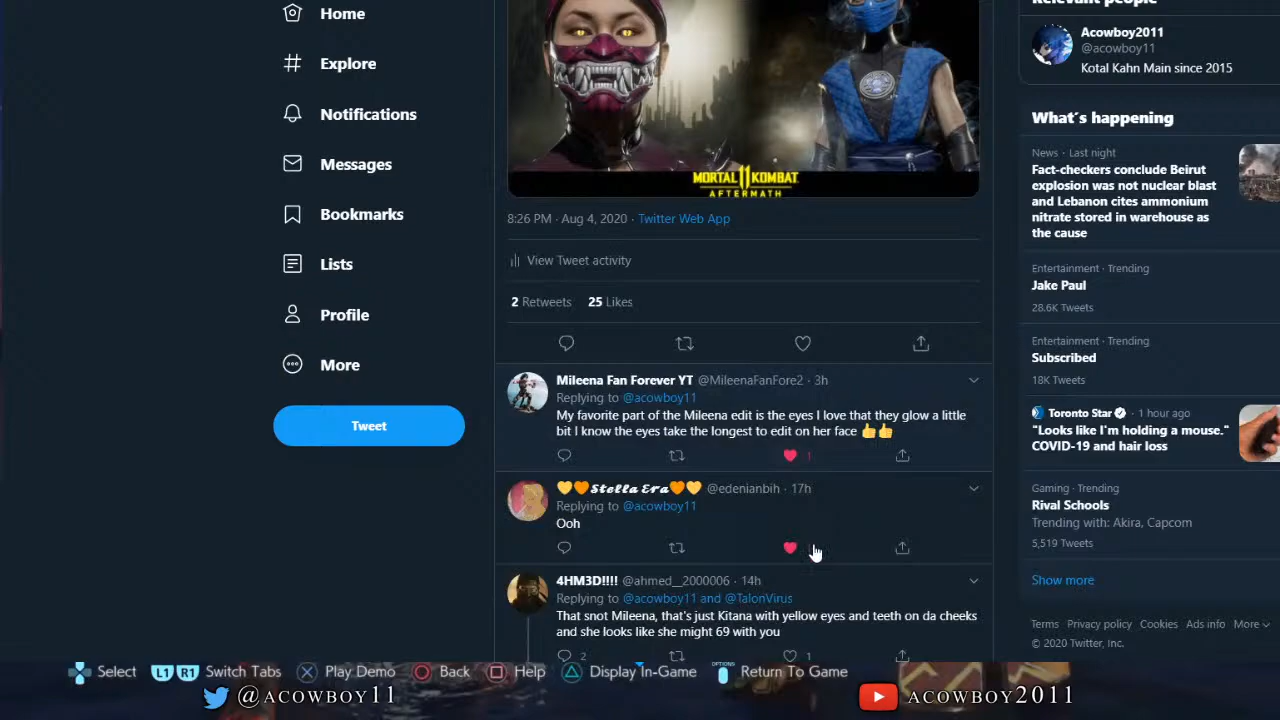 Home
Explore
Notifications
Messages
Bookmarks
Lists
Profile
More
Tweet
MORTAL 11 KOMBAT
AFTERMATH
8:26 PM · Aug 4, 2020 · Twitter Web App
View Tweet activity
2 Retweets 25 Likes
Mileena Fan Forever YT @MileenaFanFore2 · 3h
Replying to @acowboy11
My favorite part of the Mileena edit is the eyes I love that they glow a little
bit I know the eyes take the longest to edit on her face 👍👍
1
💛🧡𝓢𝓽𝓮𝓵𝓵𝓪 𝓔𝓻𝓪🧡💛 @edenianbih · 17h
Replying to @acowboy11
Ooh
4HM3D!!!! @ahmed__2000006 · 14h
Replying to @acowboy11 and @TalonVirus
That snot Mileena, that's just Kitana with yellow eyes and teeth on da cheeks
and she looks like she might 69 with you
2 1
Relevant people
Acowboy2011
@acowboy11
Kotal Kahn Main since 2015
What's happening
News · Last night
Fact-checkers conclude Beirut
explosion was not nuclear blast
and Lebanon cites ammonium
nitrate stored in warehouse as
the cause
Entertainment · Trending
Jake Paul
28.6K Tweets
Entertainment · Trending
Subscribed
18K Tweets
Toronto Star · 1 hour ago
"Looks like I'm holding a mouse."
COVID-19 and hair loss
Gaming · Trending
Rival Schools
Trending with: Akira, Capcom
5,519 Tweets
Show more
Terms Privacy policy Cookies Ads info More
© 2020 Twitter, Inc.
Select L1 R1 Switch Tabs Play Demo Back Help Display In-Game OPTIONS Return To Game
@ACOWBOY11 ACOWBOY2011